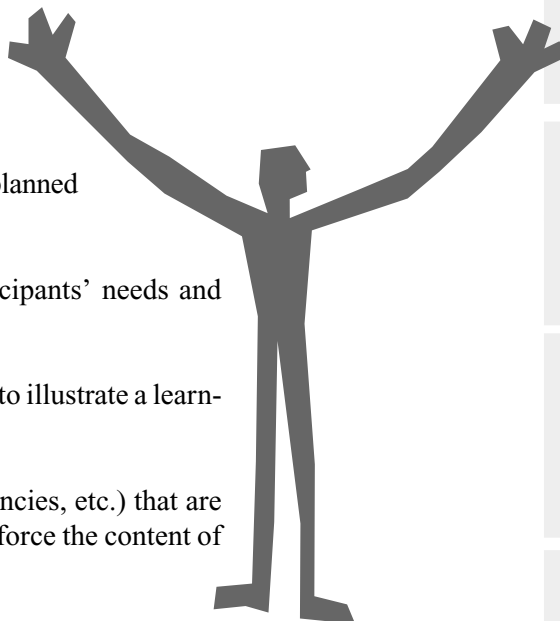 planned
cipants’ needs and
to illustrate a learn-
ncies, etc.) that are
force the content of